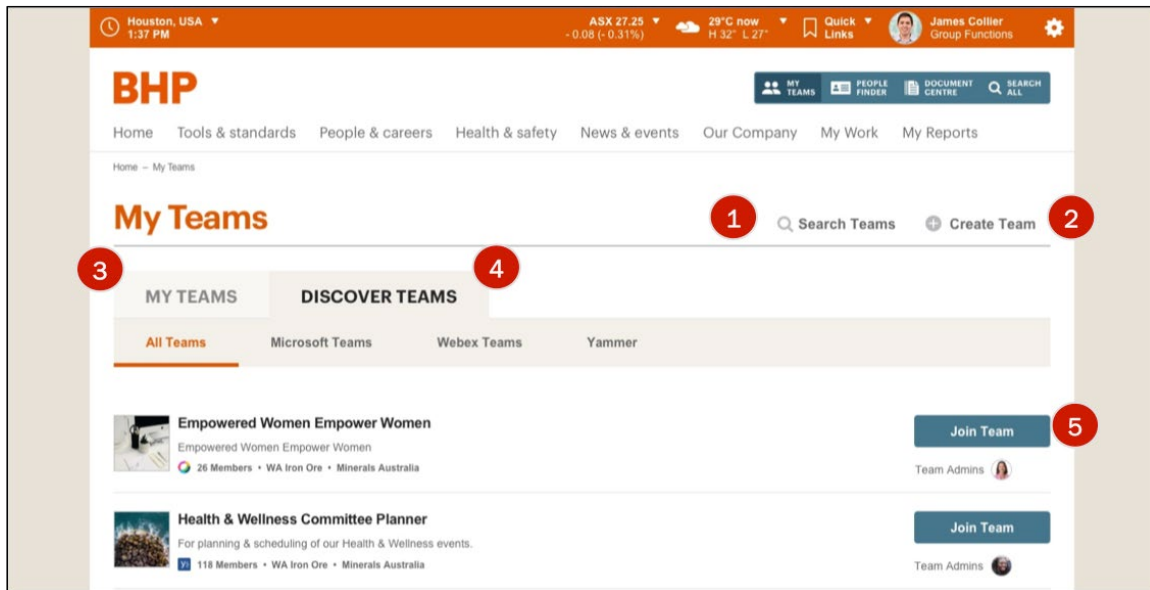 Houston, USA
1:37 PM
ASX 27.25
- 0.08 (- 0.31%)
29°C now
H 32° L 27°
Quick
Links
James Collier
Group Functions
BHP
MY
TEAMS
PEOPLE
FINDER
DOCUMENT
CENTRE
SEARCH
ALL
Home Tools & standards People & careers Health & safety News & events Our Company My Work My Reports
Home – My Teams
My Teams
1 Search Teams Create Team 2
3 4
MY TEAMS DISCOVER TEAMS
All Teams Microsoft Teams Webex Teams Yammer
Empowered Women Empower Women
Empowered Women Empower Women
26 Members • WA Iron Ore • Minerals Australia
Join Team 5
Team Admins
Health & Wellness Committee Planner
For planning & scheduling of our Health & Wellness events.
118 Members • WA Iron Ore • Minerals Australia
Join Team
Team Admins